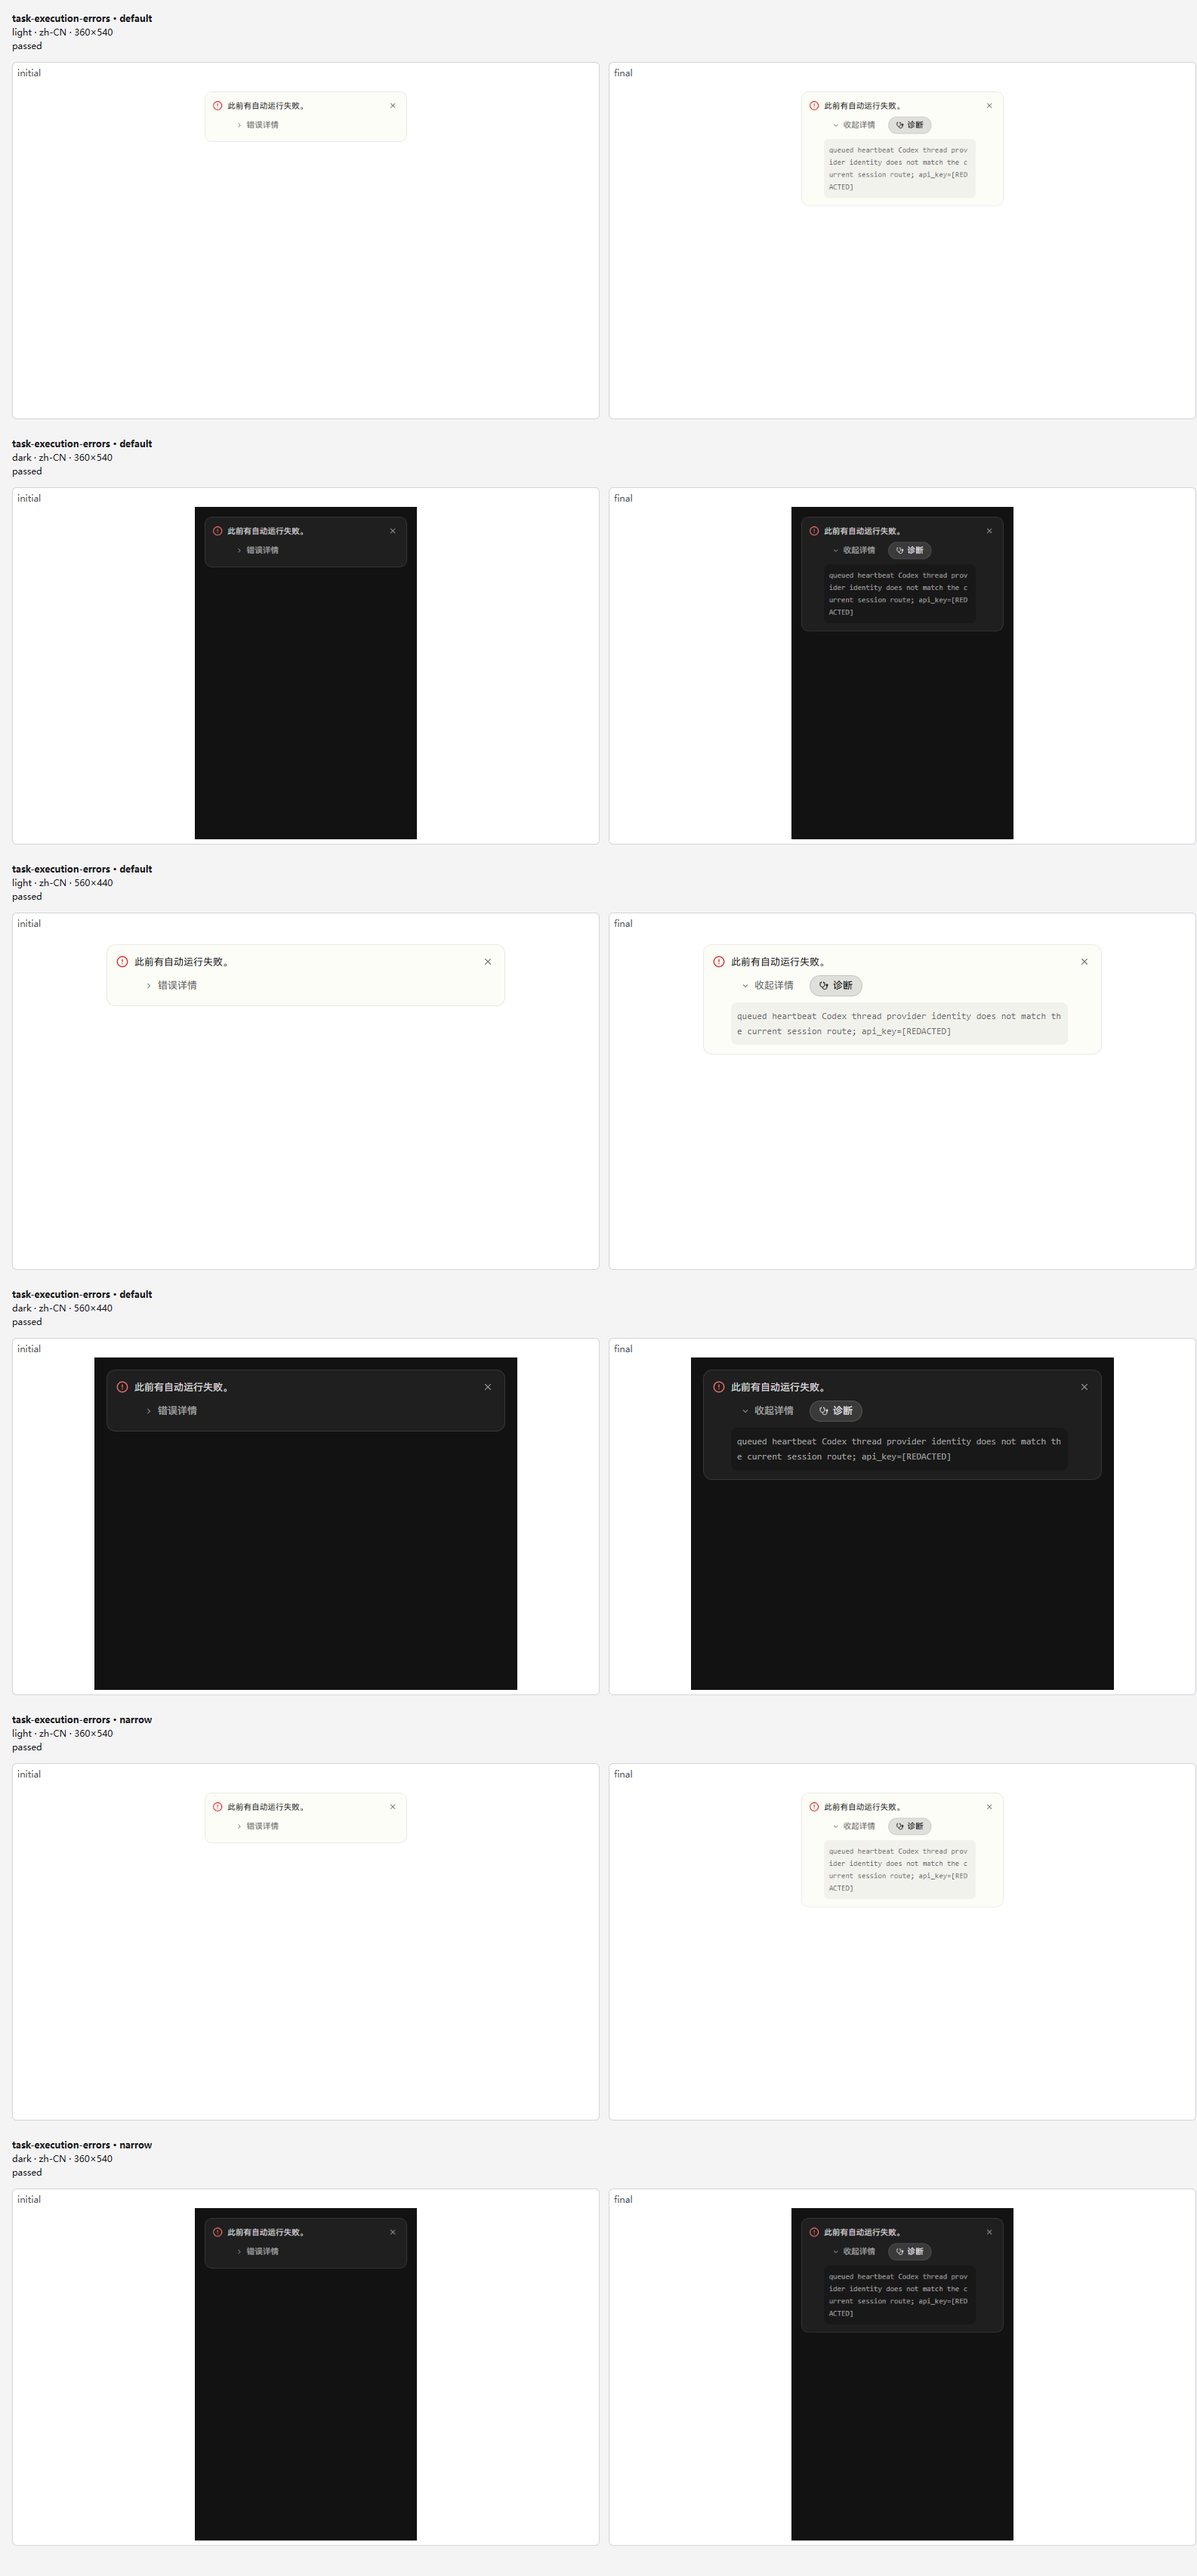 task-execution-errors • default
light · zh-CN · 360×540
passed
initial
此前有自动运行失败。
错误详情
final
此前有自动运行失败。
收起详情 诊断
queued heartbeat Codex thread prov
ider identity does not match the c
urrent session route; api_key=[RED
ACTED]
task-execution-errors • default
dark · zh-CN · 360×540
passed
initial
此前有自动运行失败。
错误详情
final
此前有自动运行失败。
收起详情 诊断
queued heartbeat Codex thread prov
ider identity does not match the c
urrent session route; api_key=[RED
ACTED]
task-execution-errors • default
light · zh-CN · 560×440
passed
initial
此前有自动运行失败。
错误详情
final
此前有自动运行失败。
收起详情 诊断
queued heartbeat Codex thread provider identity does not match th
e current session route; api_key=[REDACTED]
task-execution-errors • default
dark · zh-CN · 560×440
passed
initial
此前有自动运行失败。
错误详情
final
此前有自动运行失败。
收起详情 诊断
queued heartbeat Codex thread provider identity does not match th
e current session route; api_key=[REDACTED]
task-execution-errors • narrow
light · zh-CN · 360×540
passed
initial
此前有自动运行失败。
错误详情
final
此前有自动运行失败。
收起详情 诊断
queued heartbeat Codex thread prov
ider identity does not match the c
urrent session route; api_key=[RED
ACTED]
task-execution-errors • narrow
dark · zh-CN · 360×540
passed
initial
此前有自动运行失败。
错误详情
final
此前有自动运行失败。
收起详情 诊断
queued heartbeat Codex thread prov
ider identity does not match the c
urrent session route; api_key=[RED
ACTED]